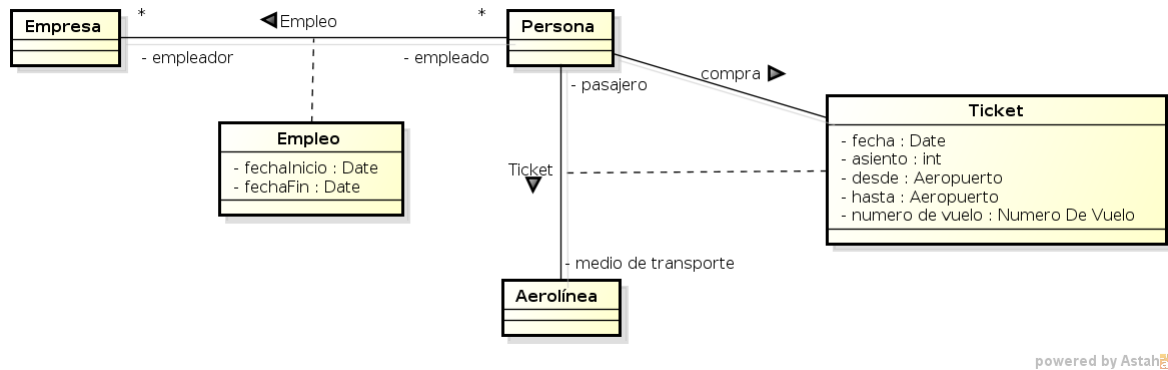 Empresa
*
Empleo
*
Persona
- empleador
- empleado
- pasajero
compra
Ticket
- fecha : Date
- asiento : int
- desde : Aeropuerto
- hasta : Aeropuerto
- numero de vuelo : Numero De Vuelo
Empleo
- fechaInicio : Date
- fechaFin : Date
Ticket
- medio de transporte
Aerolínea
powered by Astah